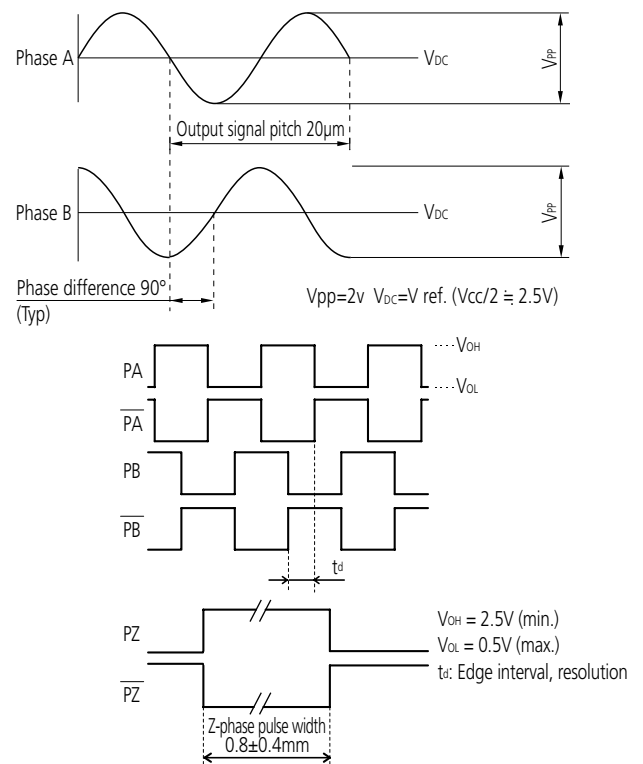 Phase A
VDC
VPP
Output signal pitch 20μm
Phase B
VDC
VPP
Phase difference 90°
(Typ)
Vpp=2v VDC=V ref. (Vcc/2 ≒ 2.5V)
VOH
PA
VOL
PA
PB
PB
td
PZ
VOH = 2.5V (min.)
VOL = 0.5V (max.)
td: Edge interval, resolution
PZ
Z-phase pulse width
0.8±0.4mm